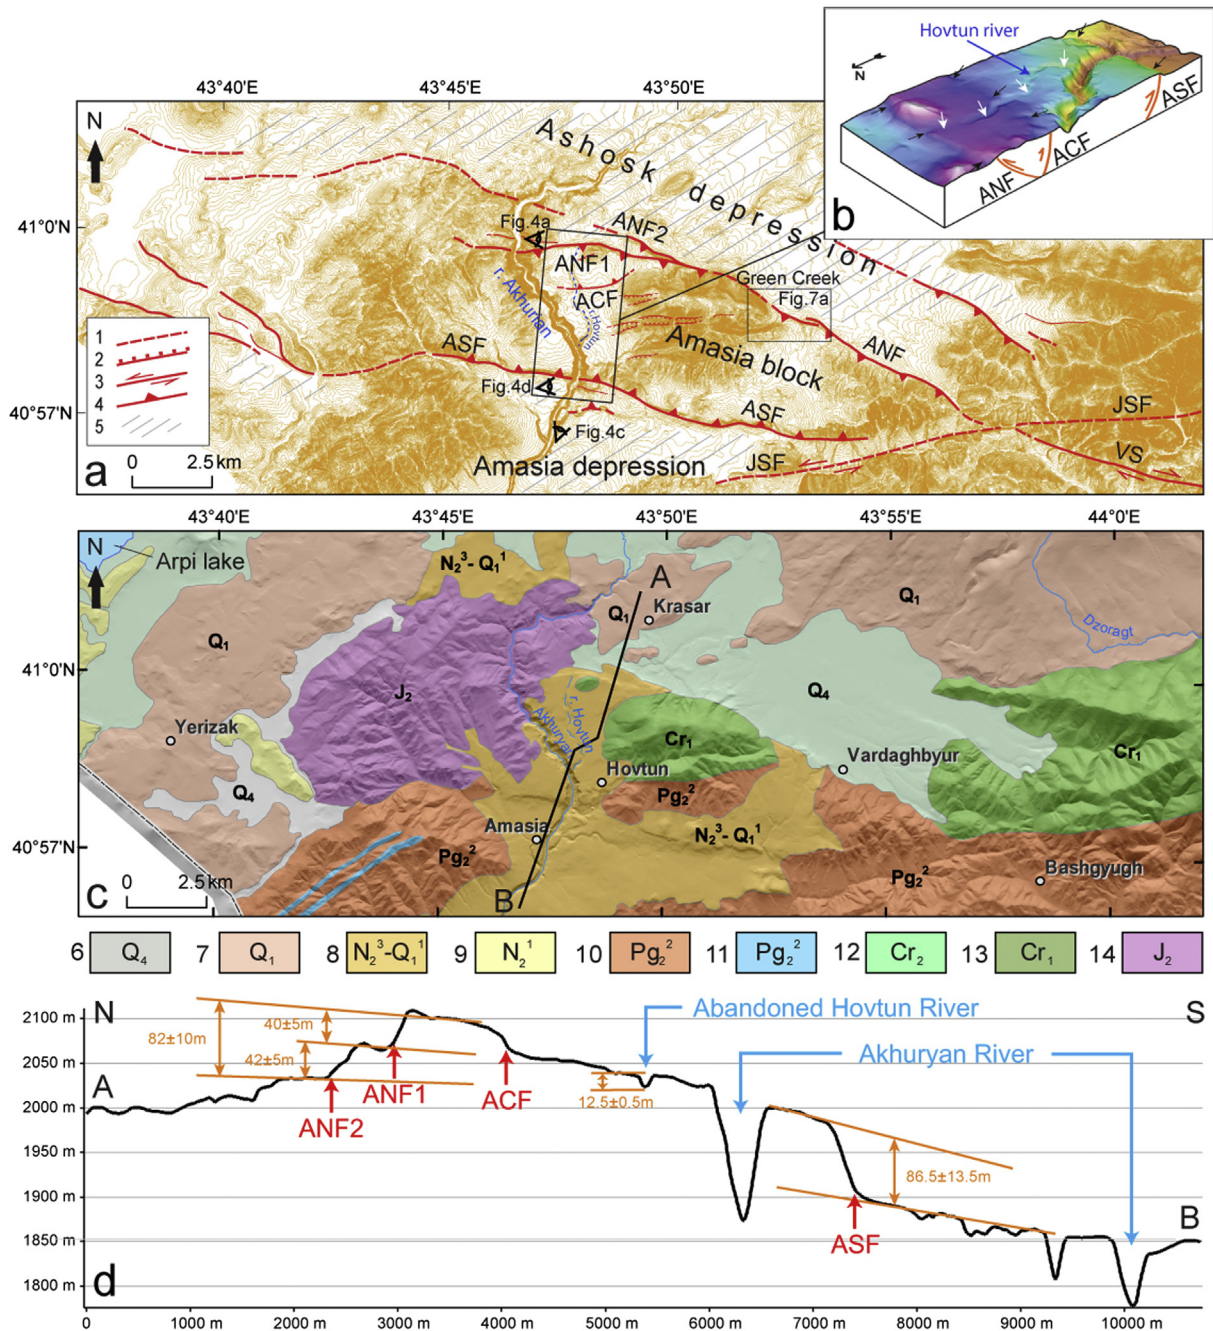 43°40'E
43°45'E
43°50'E
N
41°0'N
40°57'N
Ashosk depression
Fig.4a
ANF2
ANF1
ACF
r. Akhurian
r.Hovtun
Green Creek
Fig.7a
ASF
Amasia block
ANF
Fig.4d
ASF
Fig.4c
JSF
JSF
VS
Amasia depression
1
2
3
4
5
0 2.5km
a
Hovtun river
N
ANF
ACF
ASF
b
43°40'E
43°45'E
43°50'E
43°55'E
44°0'E
N
Arpi lake
41°0'N
40°57'N
N₂³-Q₁¹
A
Q₁
Krasar
Q₁
Dzoragt
Q₁
J₂
Q₄
Yerizak
r. Hovtun
Akhuryan
Cr₁
Vardaghbyur
Cr₁
Hovtun
Q₄
Pg₂²
Amasia
N₂³-Q₁¹
Pg₂²
Pg₂²
Bashgyugh
B
0 2.5km
c
6 Q₄
7 Q₁
8 N₂³-Q₁¹
9 N₂¹
10 Pg₂²
11 Pg₂²
12 Cr₂
13 Cr₁
14 J₂
2100 m
2050 m
2000 m
1950 m
1900 m
1850 m
1800 m
N
S
A
B
82±10m
40±5m
42±5m
ANF2
ANF1
ACF
Abandoned Hovtun River
12.5±0.5m
Akhuryan River
86.5±13.5m
ASF
d
0
1000 m
2000 m
3000 m
4000 m
5000 m
6000 m
7000 m
8000 m
9000 m
10000 m